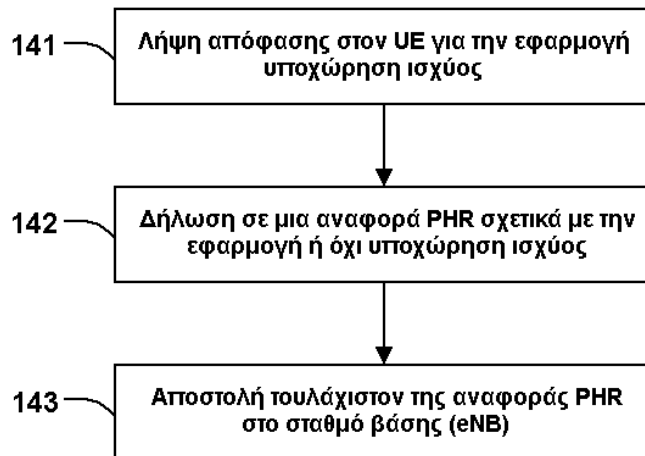 141
Λήψη απόφασης στον UE για την εφαρμογή
υποχώρηση ισχύος
142
Δήλωση σε μια αναφορά PHR σχετικά με την
εφαρμογή ή όχι υποχώρηση ισχύος
143
Αποστολή τουλάχιστον της αναφοράς PHR
στο σταθμό βάσης (eNB)